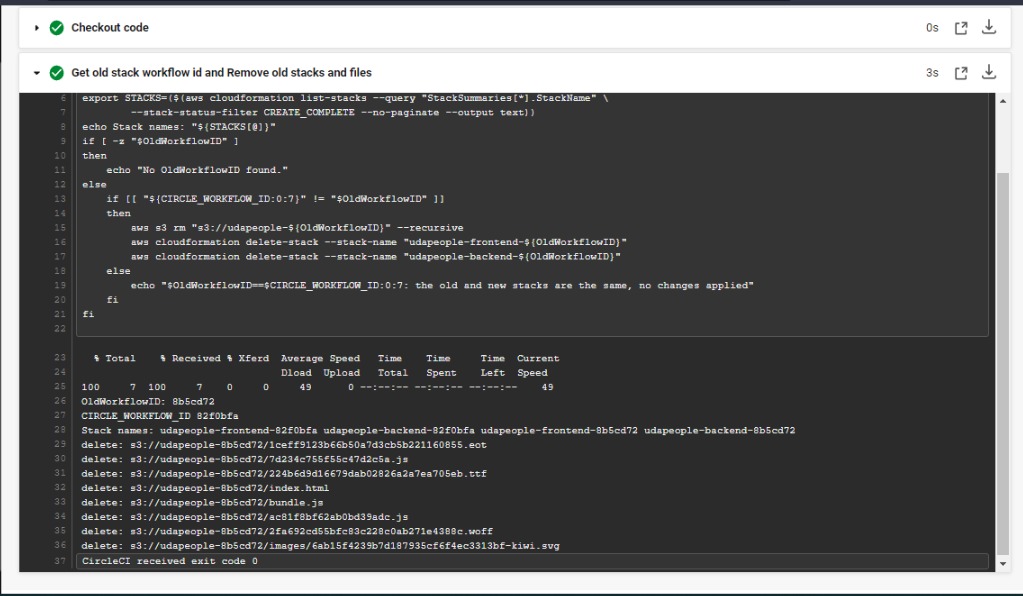 Checkout code 0s
Get old stack workflow id and Remove old stacks and files 3s
6 export STACKS=($(aws cloudformation list-stacks --query "StackSummaries[*].StackName" \
7 --stack-status-filter CREATE_COMPLETE --no-paginate --output text))
8 echo Stack names: "${STACKS[@]}"
9 if [ -z "$OldWorkflowID" ]
10 then
11 echo "No OldWorkflowID found."
12 else
13 if [[ "${CIRCLE_WORKFLOW_ID:0:7}" != "$OldWorkflowID" ]]
14 then
15 aws s3 rm "s3://udapeople-${OldWorkflowID}" --recursive
16 aws cloudformation delete-stack --stack-name "udapeople-frontend-${OldWorkflowID}"
17 aws cloudformation delete-stack --stack-name "udapeople-backend-${OldWorkflowID}"
18 else
19 echo "$OldWorkflowID==$CIRCLE_WORKFLOW_ID:0:7: the old and new stacks are the same, no changes applied"
20 fi
21 fi
22
23 % Total % Received % Xferd Average Speed Time Time Time Current
24 Dload Upload Total Spent Left Speed
25 100 7 100 7 0 0 49 0 --:--:-- --:--:-- --:--:-- 49
26 OldWorkflowID: 8b5cd72
27 CIRCLE_WORKFLOW_ID 82f0bfa
28 Stack names: udapeople-frontend-82f0bfa udapeople-backend-82f0bfa udapeople-frontend-8b5cd72 udapeople-backend-8b5cd72
29 delete: s3://udapeople-8b5cd72/1ceff9123b66b50a7d3cb5b221160855.eot
30 delete: s3://udapeople-8b5cd72/7d234c755f55c47d2c5a.js
31 delete: s3://udapeople-8b5cd72/224b6d9d16679dab02826a2a7ea705eb.ttf
32 delete: s3://udapeople-8b5cd72/index.html
33 delete: s3://udapeople-8b5cd72/bundle.js
34 delete: s3://udapeople-8b5cd72/ac81f8bf62ab0bd39adc.js
35 delete: s3://udapeople-8b5cd72/2fa692cd55bfc83c228c0ab271e4388c.woff
36 delete: s3://udapeople-8b5cd72/images/6ab15f4239b7d187935cf6f4ec3313bf-kiwi.svg
37 CircleCI received exit code 0